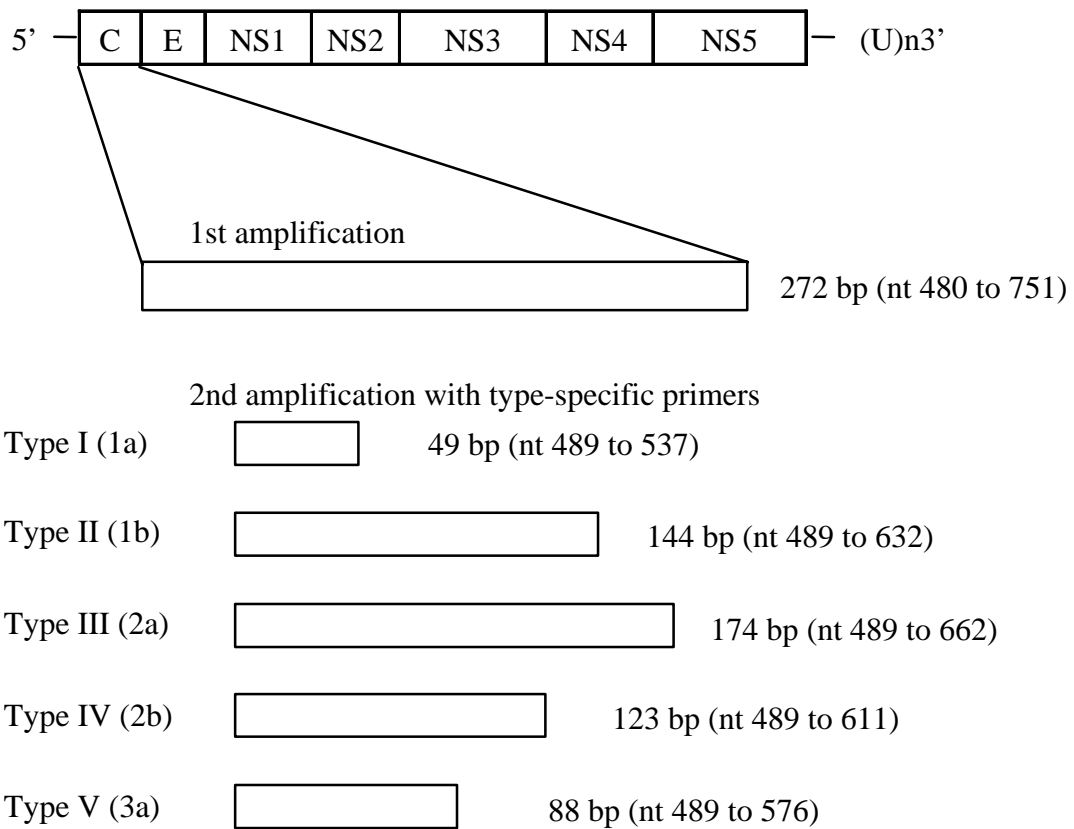 5’ C E NS1 NS2 NS3 NS4 NS5 (U)n3’
1st amplification
272 bp (nt 480 to 751)
2nd amplification with type-specific primers
Type I (1a) 49 bp (nt 489 to 537)
Type II (1b) 144 bp (nt 489 to 632)
Type III (2a) 174 bp (nt 489 to 662)
Type IV (2b) 123 bp (nt 489 to 611)
Type V (3a) 88 bp (nt 489 to 576)